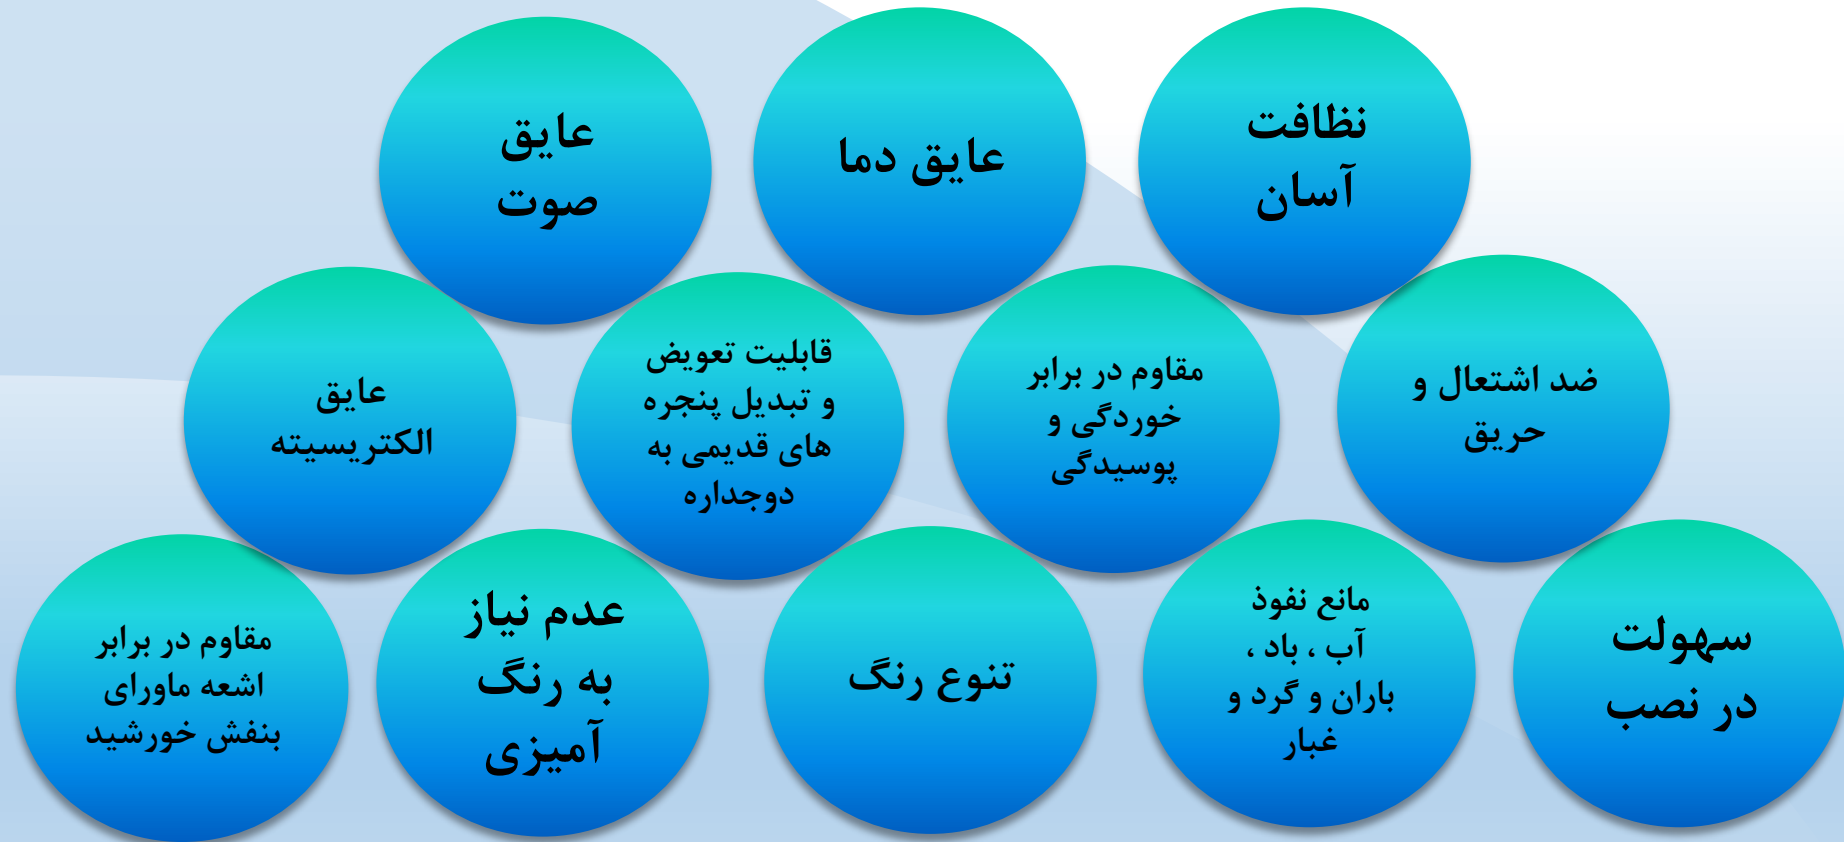 نظافت
آسان
عایق دما
عایق
صوت
ضد اشتعال و
حریق
مقاوم در برابر
خوردگی و
پوسیدگی
قابلیت تعویض
و تبدیل پنجره
های قدیمی به
دوجداره
عایق
الکتریسیته
سهولت
در نصب
مانع نفوذ
آب ، باد ،
باران و گرد و
غبار
تنوع رنگ
عدم نیاز
به رنگ
آمیزی
مقاوم در برابر
اشعه ماورای
بنفش خورشید